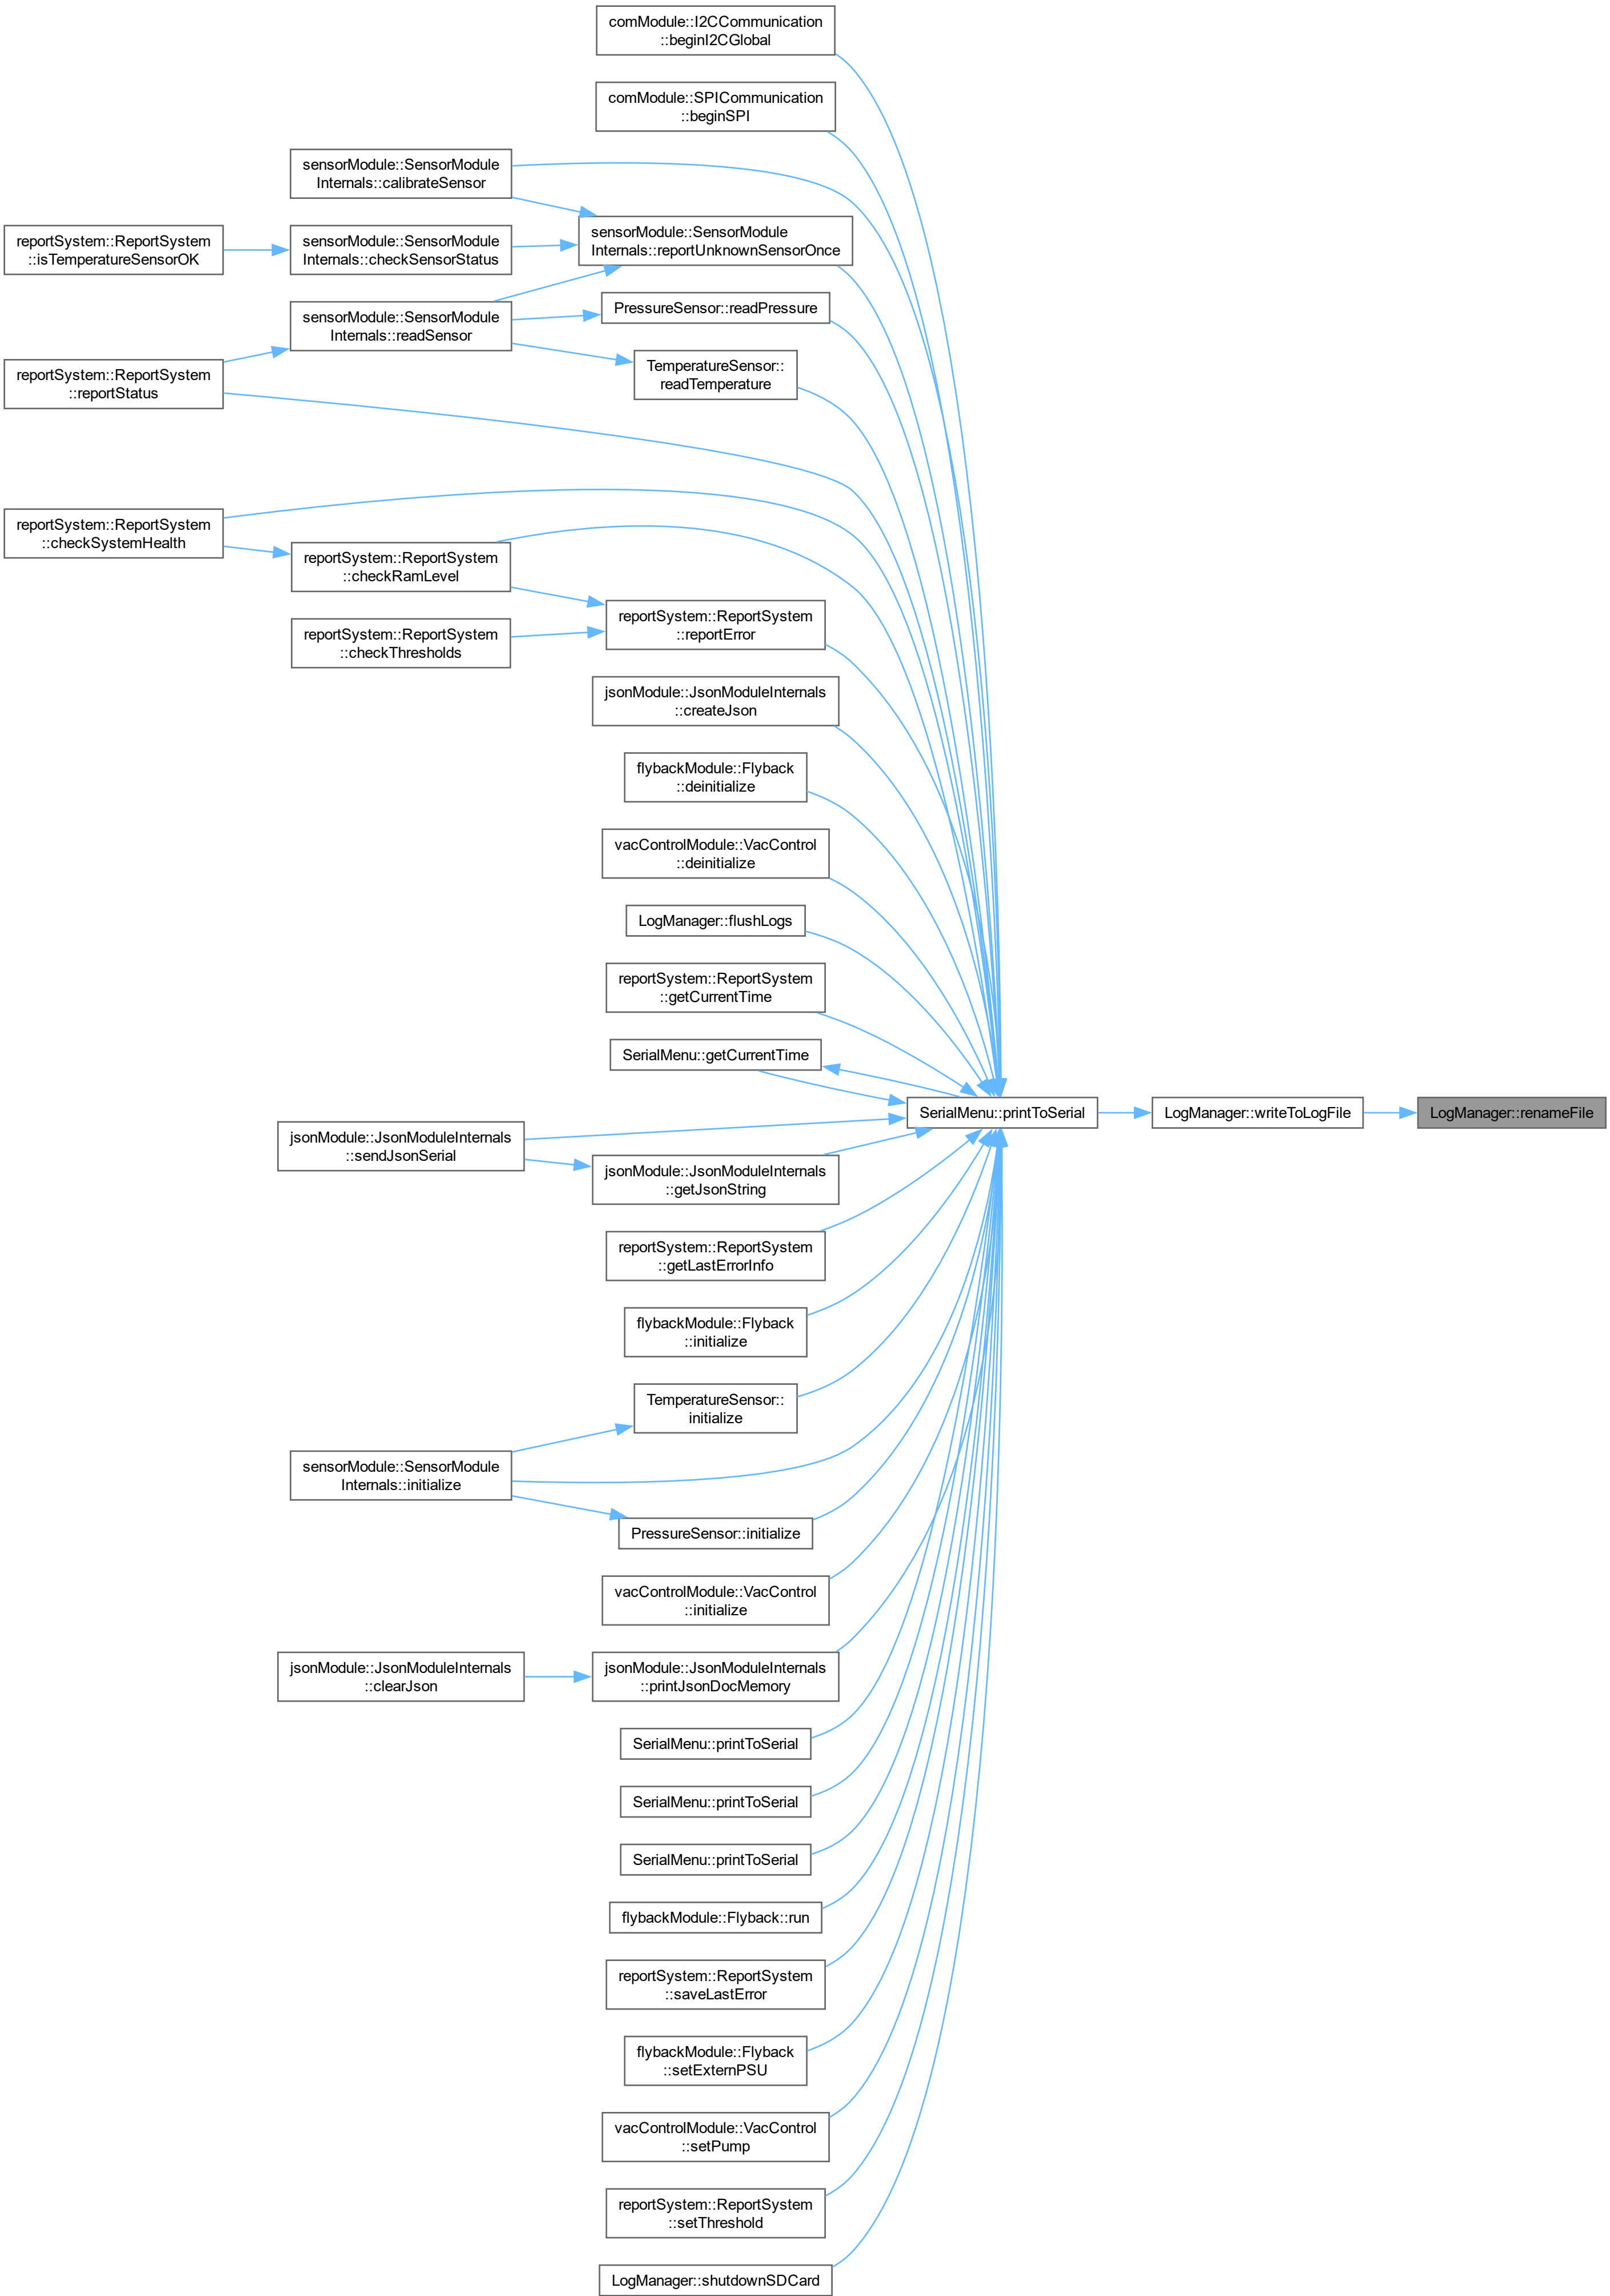 comModule::I2CCommunication
::beginI2CGlobal
comModule::SPICommunication
::beginSPI
sensorModule::SensorModule
Internals::calibrateSensor
sensorModule::SensorModule
Internals::reportUnknownSensorOnce
reportSystem::ReportSystem
::isTemperatureSensorOK
sensorModule::SensorModule
Internals::checkSensorStatus
sensorModule::SensorModule
Internals::readSensor
PressureSensor::readPressure
reportSystem::ReportSystem
::reportStatus
TemperatureSensor::
readTemperature
reportSystem::ReportSystem
::checkSystemHealth
reportSystem::ReportSystem
::checkRamLevel
reportSystem::ReportSystem
::reportError
reportSystem::ReportSystem
::checkThresholds
jsonModule::JsonModuleInternals
::createJson
flybackModule::Flyback
::deinitialize
vacControlModule::VacControl
::deinitialize
LogManager::flushLogs
reportSystem::ReportSystem
::getCurrentTime
SerialMenu::getCurrentTime
SerialMenu::printToSerial
LogManager::writeToLogFile
LogManager::renameFile
jsonModule::JsonModuleInternals
::sendJsonSerial
jsonModule::JsonModuleInternals
::getJsonString
reportSystem::ReportSystem
::getLastErrorInfo
flybackModule::Flyback
::initialize
TemperatureSensor::
initialize
sensorModule::SensorModule
Internals::initialize
PressureSensor::initialize
vacControlModule::VacControl
::initialize
jsonModule::JsonModuleInternals
::clearJson
jsonModule::JsonModuleInternals
::printJsonDocMemory
SerialMenu::printToSerial
SerialMenu::printToSerial
SerialMenu::printToSerial
flybackModule::Flyback::run
reportSystem::ReportSystem
::saveLastError
flybackModule::Flyback
::setExternPSU
vacControlModule::VacControl
::setPump
reportSystem::ReportSystem
::setThreshold
LogManager::shutdownSDCard